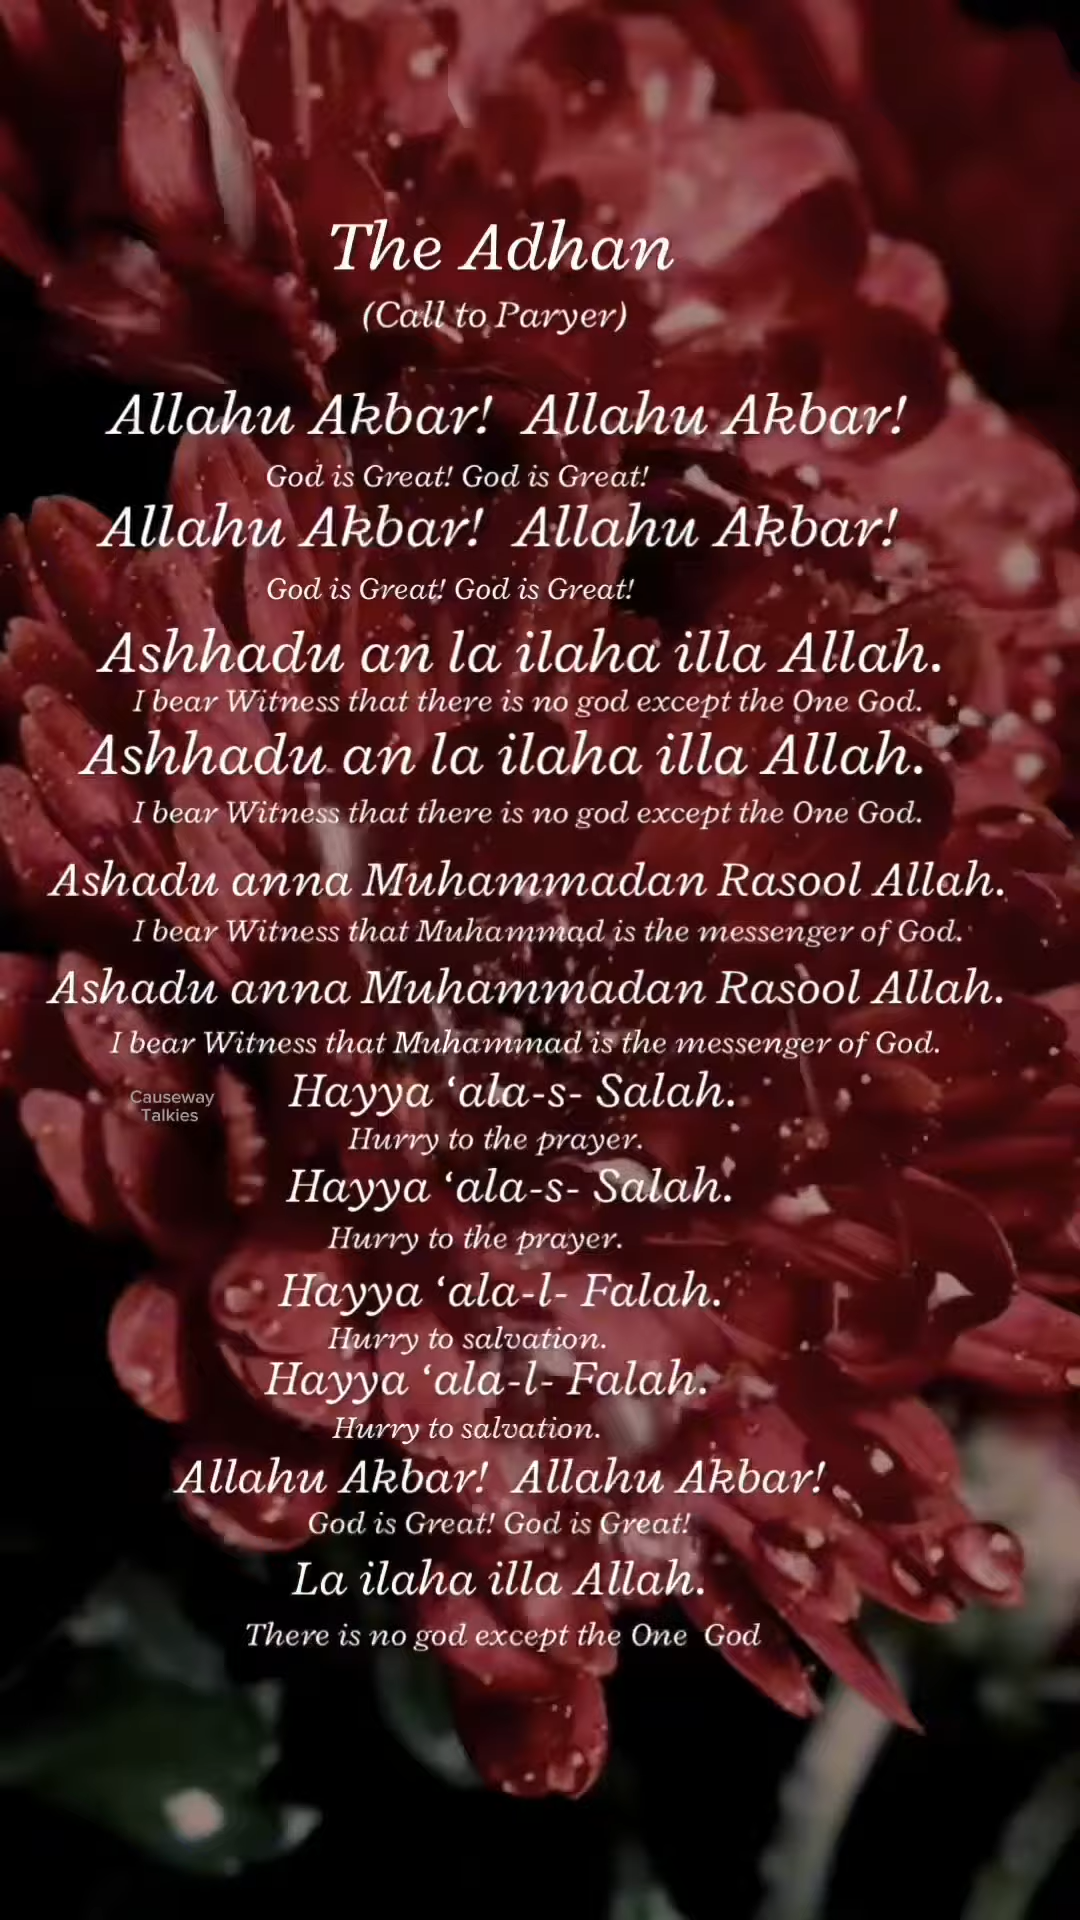 The Adhan
(Call to Paryer)
Allahu Akbar! Allahu Akbar!
God is Great! God is Great!
Allahu Akbar! Allahu Akbar!
God is Great! God is Great!
Ashhadu an la ilaha illa Allah.
I bear Witness that there is no god except the One God.
Ashhadu an la ilaha illa Allah.
I bear Witness that there is no god except the One God.
Ashadu anna Muhammadan Rasool Allah.
I bear Witness that Muhammad is the messenger of God.
Ashadu anna Muhammadan Rasool Allah.
I bear Witness that Muhammad is the messenger of God.
Hayya ‘ala-s- Salah.
Causeway
Talkies
Hurry to the prayer.
Hayya ‘ala-s- Salah.
Hurry to the prayer.
Hayya ‘ala-l- Falah.
Hurry to salvation.
Hayya ‘ala-l- Falah.
Hurry to salvation.
Allahu Akbar! Allahu Akbar!
God is Great! God is Great!
La ilaha illa Allah.
There is no god except the One God